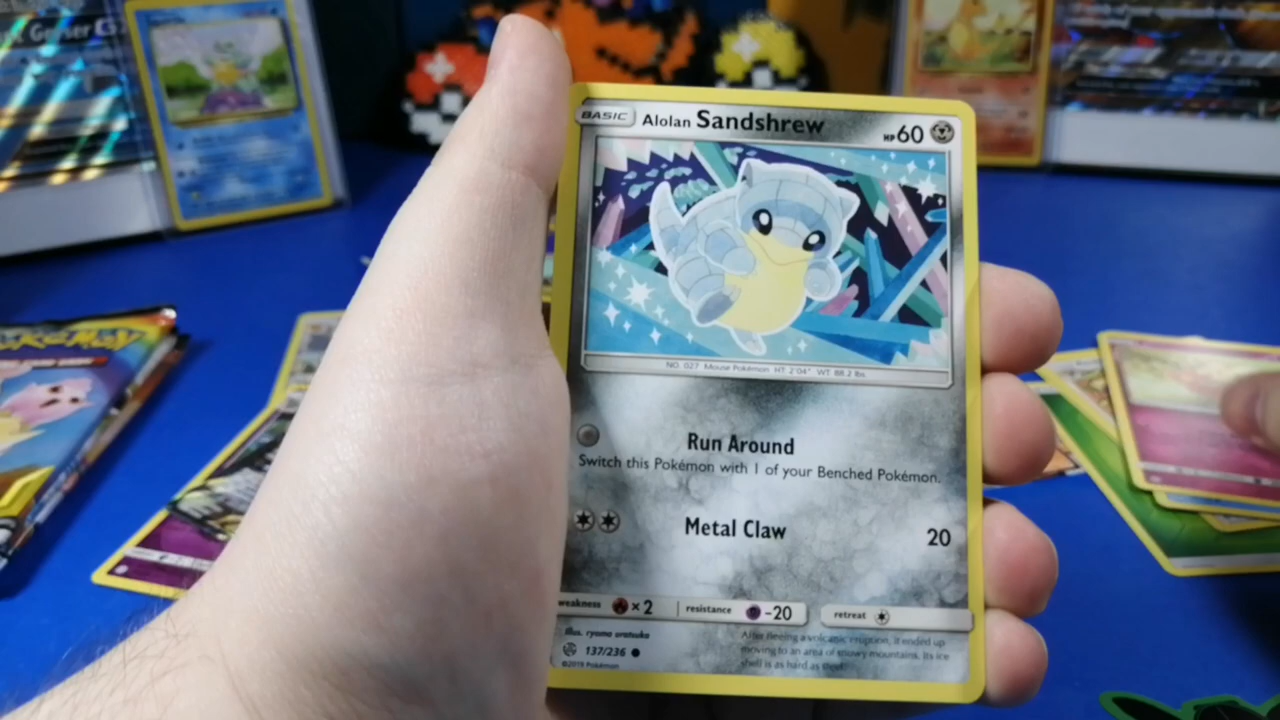 BASIC Alolan Sandshrew HP60
NO. 027 Mouse Pokémon HT: 2'04" WT: 88.2 lbs.
Run Around
Switch this Pokémon with 1 of your Benched Pokémon.
Metal Claw 20
weakness ×2 resistance -20 retreat
Illus. ryoma uratsuka
137/236
©2019 Pokémon
After fleeing a volcanic eruption, it ended up
moving to an area of snowy mountains. Its ice
shell is as hard as steel.
POKéMON